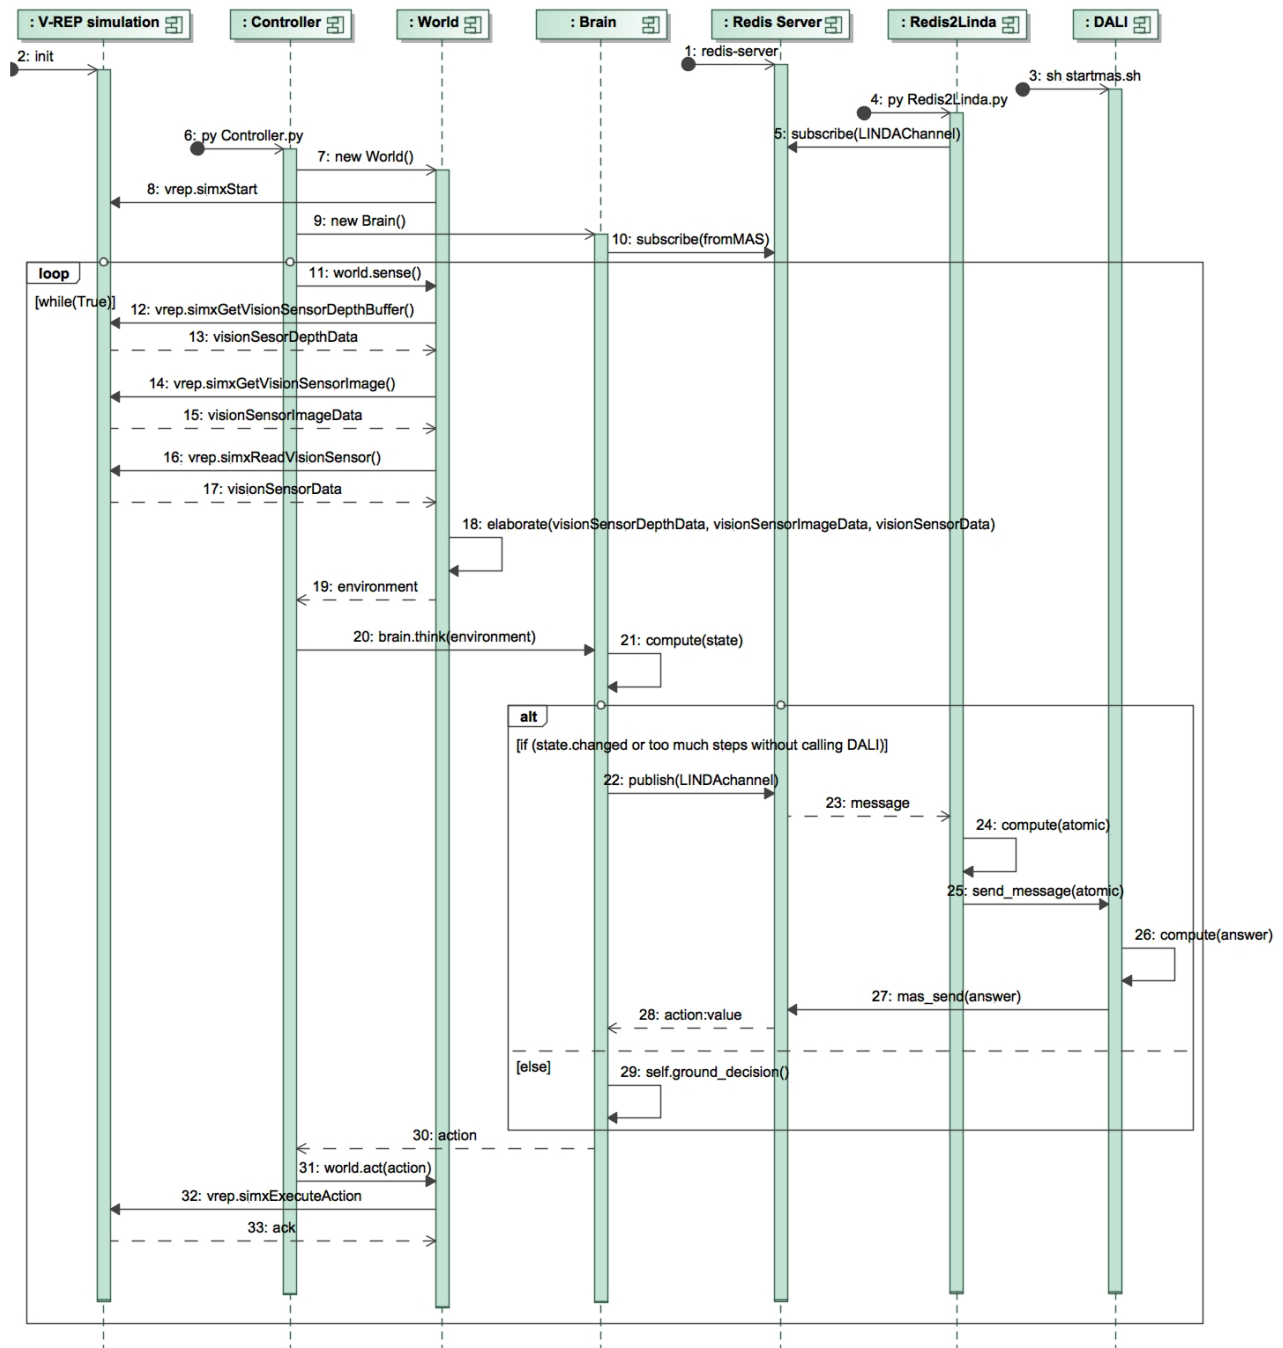 : V-REP simulation
: Controller
: World
: Brain
: Redis Server
: Redis2Linda
: DALI
1: redis-server
2: init
3: sh startmas.sh
4: py Redis2Linda.py
5: subscribe(LINDAChannel)
6: py Controller.py
7: new World()
8: vrep.simxStart
9: new Brain()
10: subscribe(fromMAS)
loop
[while(True)]
11: world.sense()
12: vrep.simxGetVisionSensorDepthBuffer()
13: visionSesorDepthData
14: vrep.simxGetVisionSensorImage()
15: visionSensorImageData
16: vrep.simxReadVisionSensor()
17: visionSensorData
18: elaborate(visionSensorDepthData, visionSensorImageData, visionSensorData)
19: environment
20: brain.think(environment)
21: compute(state)
alt
[if (state.changed or too much steps without calling DALI)]
22: publish(LINDAchannel)
23: message
24: compute(atomic)
25: send_message(atomic)
26: compute(answer)
27: mas_send(answer)
28: action:value
[else]
29: self.ground_decision()
30: action
31: world.act(action)
32: vrep.simxExecuteAction
33: ack